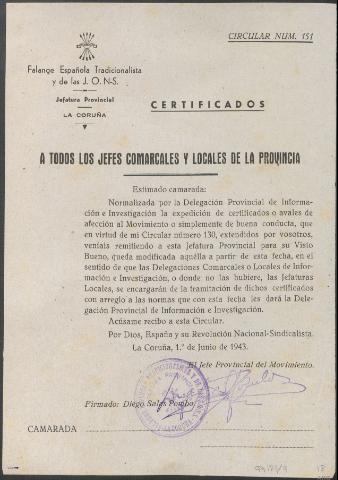 CIRCULAR NUM. 151
Falange Española Tradicionalista
y de las J. O. N-S.
Jefatura Provincial
LA CORUÑA
CERTIFICADOS
A TODOS LOS JEFES COMARCALES Y LOCALES DE LA PROVINCIA
Estimado camarada:
Normalizada por la Delegación Provincial de Informa-
ción e Investigación la expedición de certificados o avales de
afección al Movimiento o simplemente de buena conducta, que
en virtud de mi Circular número 130, extendidos por vosotros,
veníais remitiendo a esta Jefatura Provincial para su Visto
Bueno, queda modificada aquélla a partir de esta fecha, en el
sentido de que las Delegaciones Comarcales o Locales de Infor-
mación e Investigación, o donde no las hubiere, las Jefaturas
Locales, se encargarán de la tramitación de dichos certificados
con arreglo a las normas que con esta fecha les dará la Dele-
gación Provincial de Información e Investigación.
Acúsame recibo a esta Circular.
Por Dios, España y su Revolución Nacional-Sindicalista.
La Coruña, 1.º de Junio de 1943.
El Jefe Provincial del Movimiento,
Firmado: Diego Salas Pombo.
CAMARADA